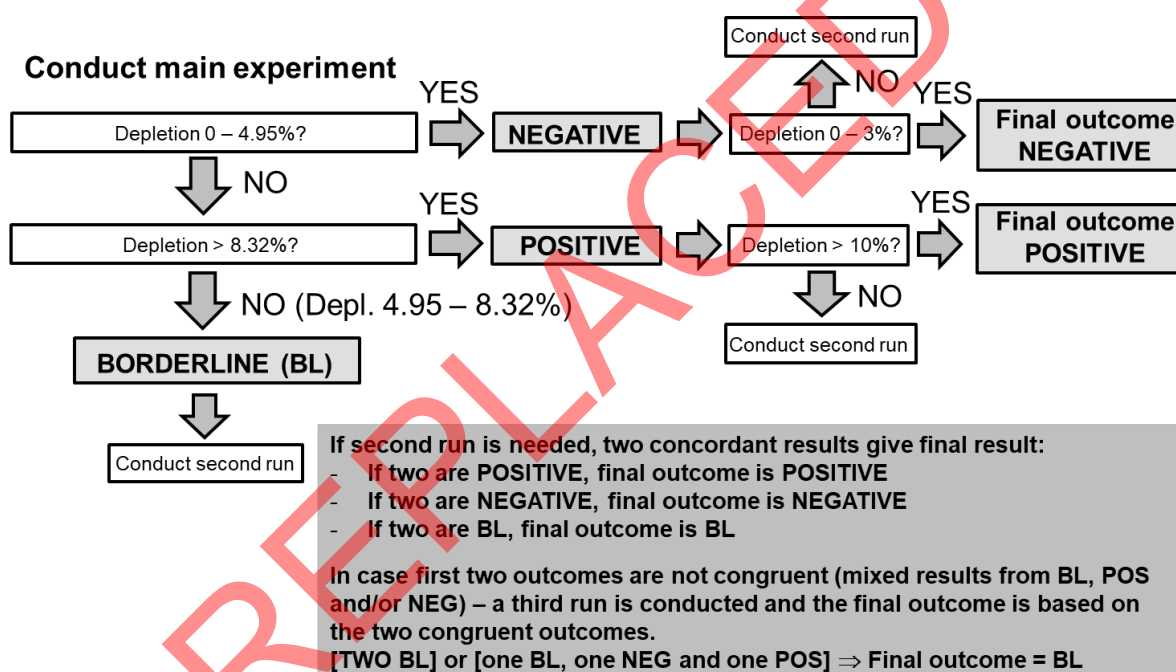 Conduct main experiment
Conduct second run
NO
YES
YES
Depletion 0 – 4.95%?
NEGATIVE
Depletion 0 – 3%?
Final outcome
NEGATIVE
NO
YES
YES
Depletion > 8.32%?
POSITIVE
Depletion > 10%?
Final outcome
POSITIVE
NO (Depl. 4.95 – 8.32%)
NO
BORDERLINE (BL)
Conduct second run
Conduct second run
If second run is needed, two concordant results give final result:
- If two are POSITIVE, final outcome is POSITIVE
- If two are NEGATIVE, final outcome is NEGATIVE
- If two are BL, final outcome is BL
In case first two outcomes are not congruent (mixed results from BL, POS
and/or NEG) – a third run is conducted and the final outcome is based on
the two congruent outcomes.
[TWO BL] or [one BL, one NEG and one POS] ⇒ Final outcome = BL
REPLACED